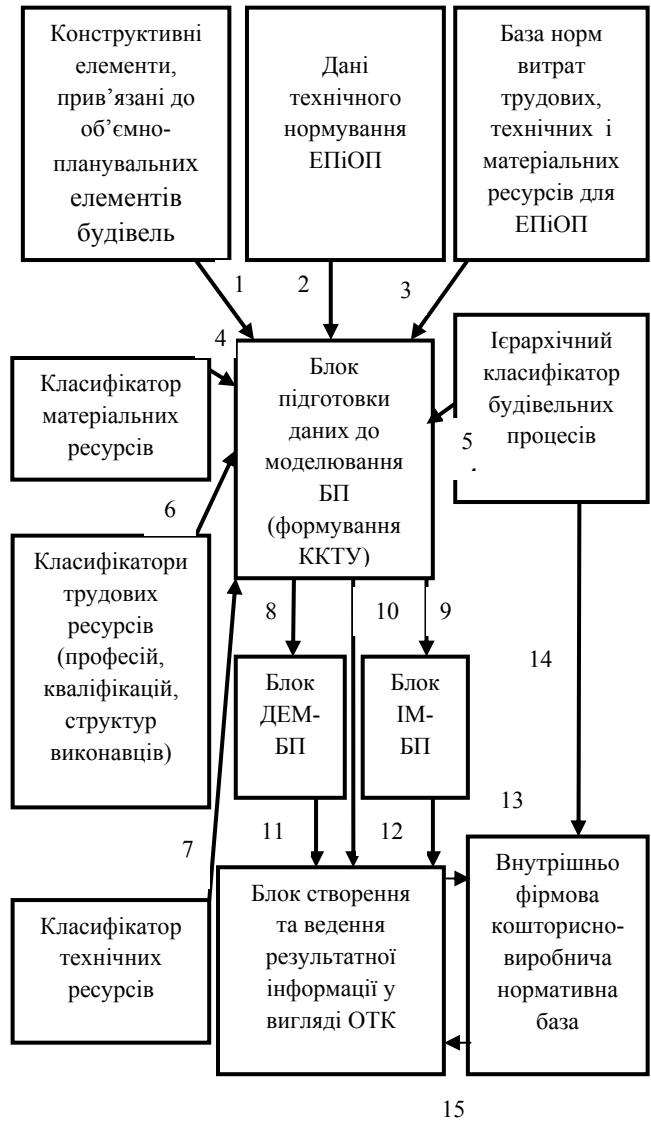 Конструктивні
елементи,
прив’язані до
об’ємно-
планувальних
елементів
будівель
Дані
технічного
нормування
ЕПіОП
База норм
витрат
трудових,
технічних і
матеріальних
ресурсів для
ЕПіОП
1
2
3
4
Класифікатор
матеріальних
ресурсів
Блок
підготовки
даних до
моделювання
БП
(формування
ККТУ)
Ієрархічний
класифікатор
будівельних
процесів
5
6
Класифікатори
трудових
ресурсів
(професій,
кваліфікацій,
структур
виконавців)
8
10
9
14
Блок
ДЕМ-
БП
Блок
ІМ-
БП
7
11
12
13
Класифікатор
технічних
ресурсів
Блок створення
та ведення
результатної
інформації у
вигляді ОТК
Внутрішньо
фірмова
кошторисно-
виробнича
нормативна
база
15